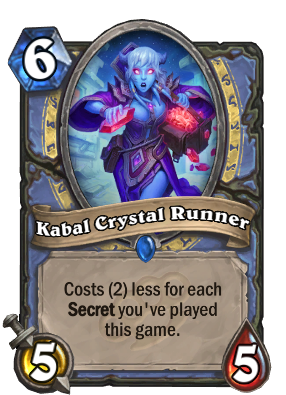 6
Kabal Crystal Runner
Costs (2) less for each
Secret you've played
this game.
5
5